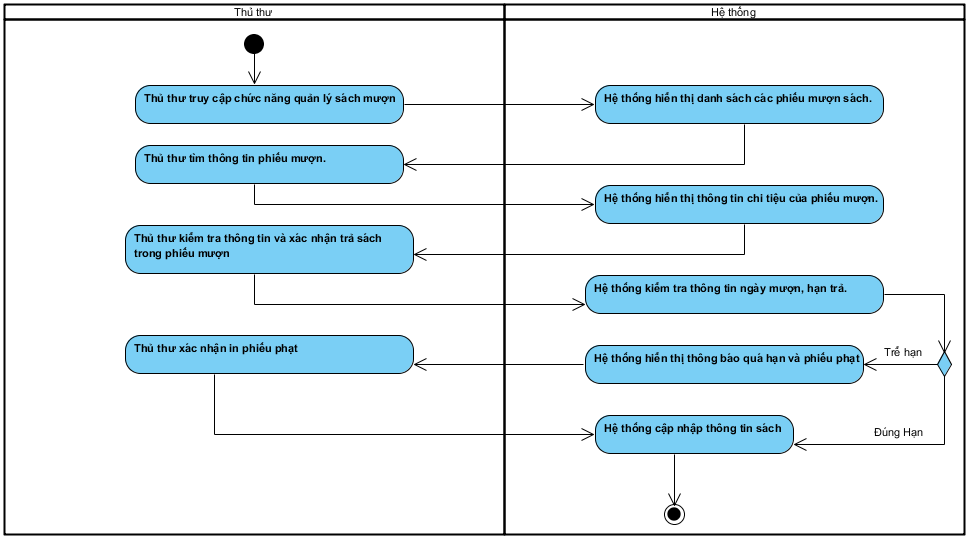 Thủ thư
Hệ thống
Thủ thư truy cập chức năng quản lý sách mượn
Hệ thống hiển thị danh sách các phiếu mượn sách.
Thủ thư tìm thông tin phiếu mượn.
Hệ thống hiển thị thông tin chi tiệu của phiếu mượn.
Thủ thư kiểm tra thông tin và xác nhận trả sách
trong phiếu mượn
Hệ thống kiểm tra thông tin ngày mượn, hạn trả.
Trễ hạn
Hệ thống hiển thị thông báo quá hạn và phiếu phạt
Thủ thư xác nhận in phiếu phạt
Đúng Hạn
Hệ thống cập nhập thông tin sách